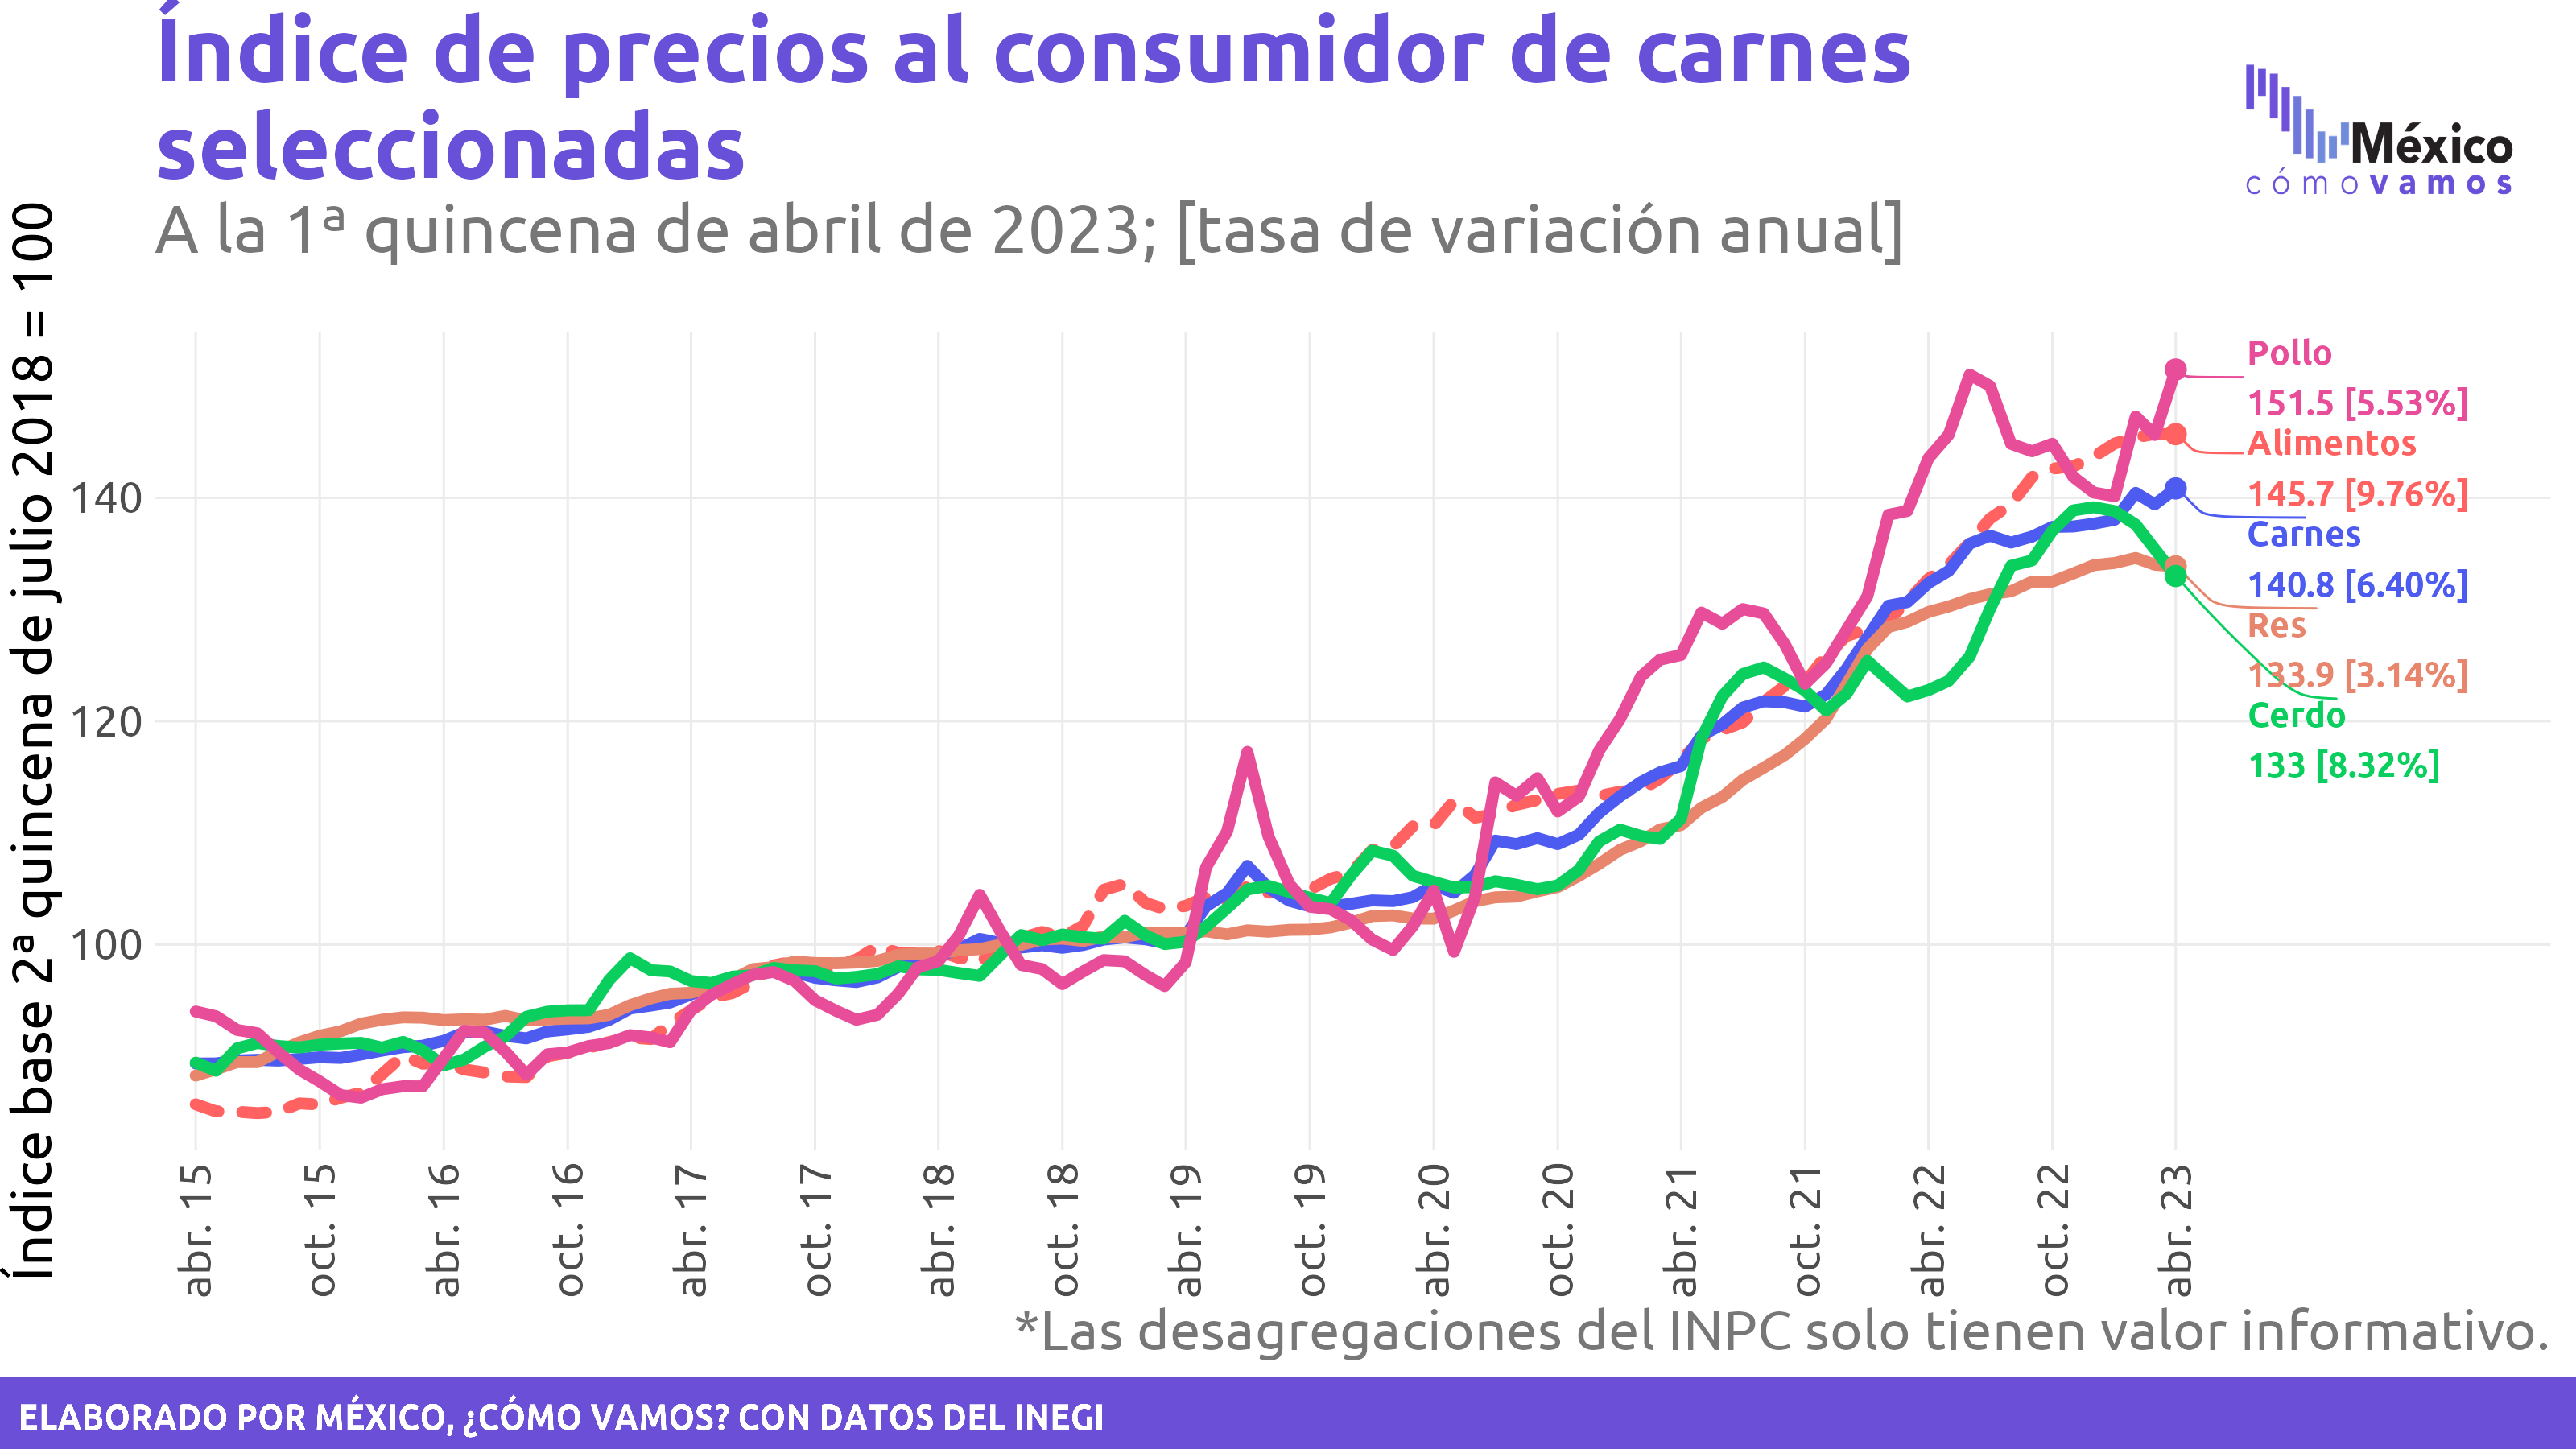 Índice de precios al consumidor de carnes
seleccionadas
A la 1ª quincena de abril de 2023; [tasa de variación anual]
México
cómo vamos
Índice base 2ª quincena de julio 2018 = 100
140
120
100
Pollo
151.5 [5.53%]
Alimentos
145.7 [9.76%]
Carnes
140.8 [6.40%]
Res
133.9 [3.14%]
Cerdo
133 [8.32%]
abr. 15
oct. 15
abr. 16
oct. 16
abr. 17
oct. 17
abr. 18
oct. 18
abr. 19
oct. 19
abr. 20
oct. 20
abr. 21
oct. 21
abr. 22
oct. 22
abr. 23
*Las desagregaciones del INPC solo tienen valor informativo.
ELABORADO POR MÉXICO, ¿CÓMO VAMOS? CON DATOS DEL INEGI